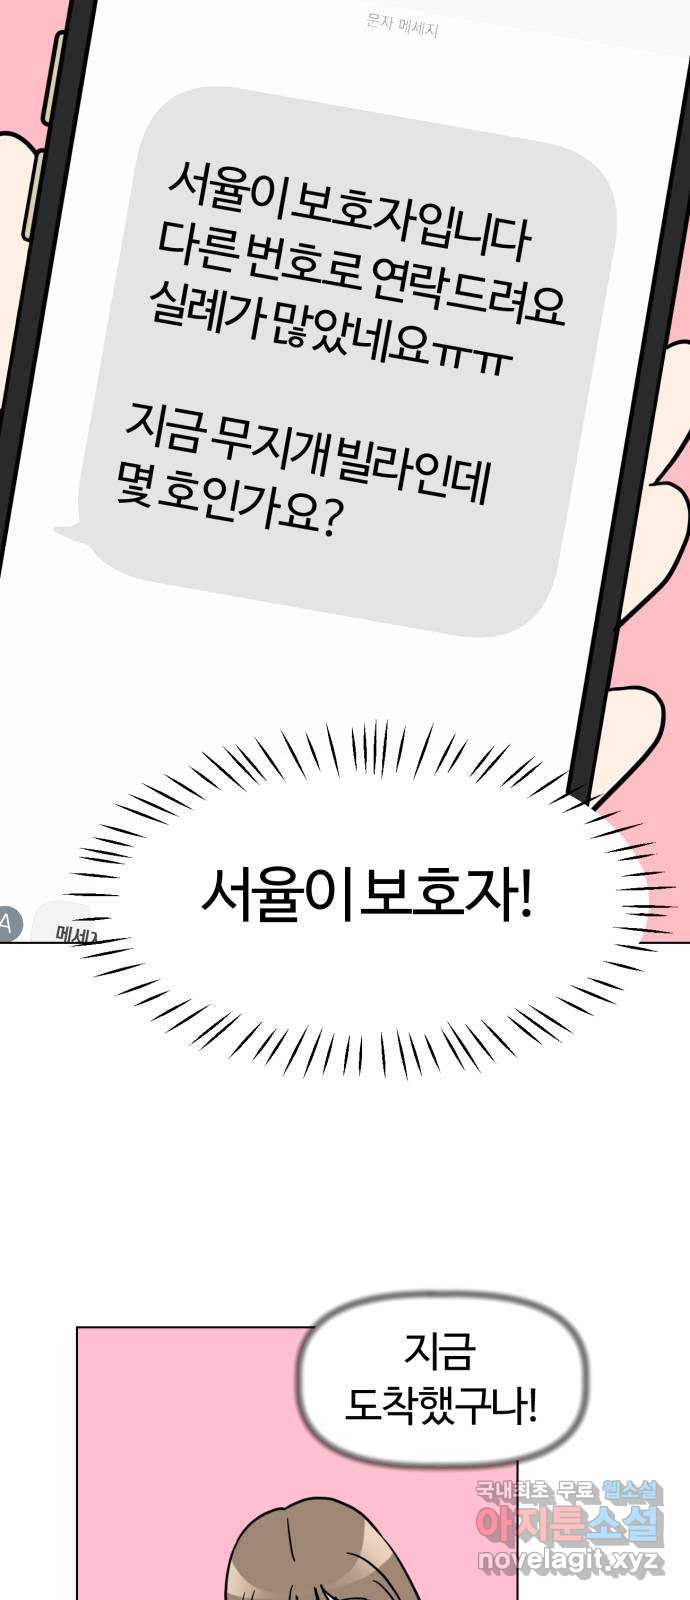 문자 메세지
서율이 보호자입니다
다른 번호로 연락드려요
실례가 많았네요ㅠㅠ
지금 무지개 빌라인데
몇 호인가요?
서율이 보호자!
A
메세지
지금
도착했구나!
국내최초 무료 웹소설
아지툰소설
novelagit.xyz